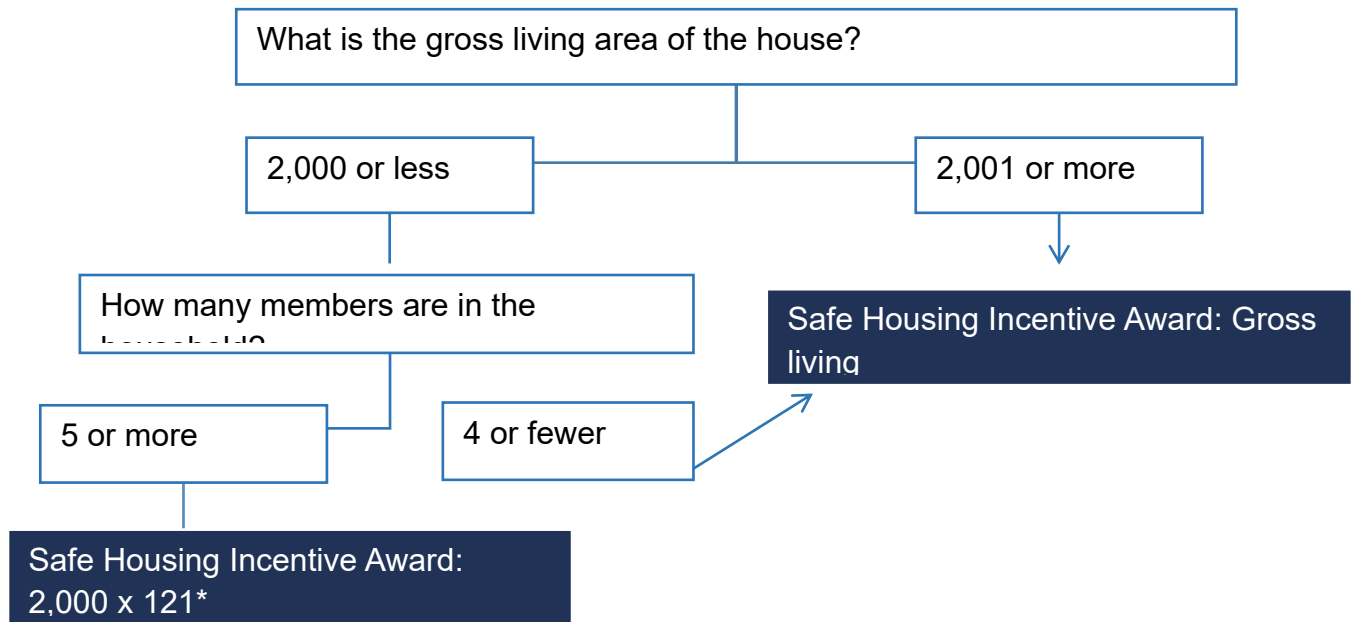 What is the gross living area of the house?
2,000 or less
2,001 or more
How many members are in the
household?
Safe Housing Incentive Award: Gross
living
5 or more
4 or fewer
Safe Housing Incentive Award:
2,000 x 121*